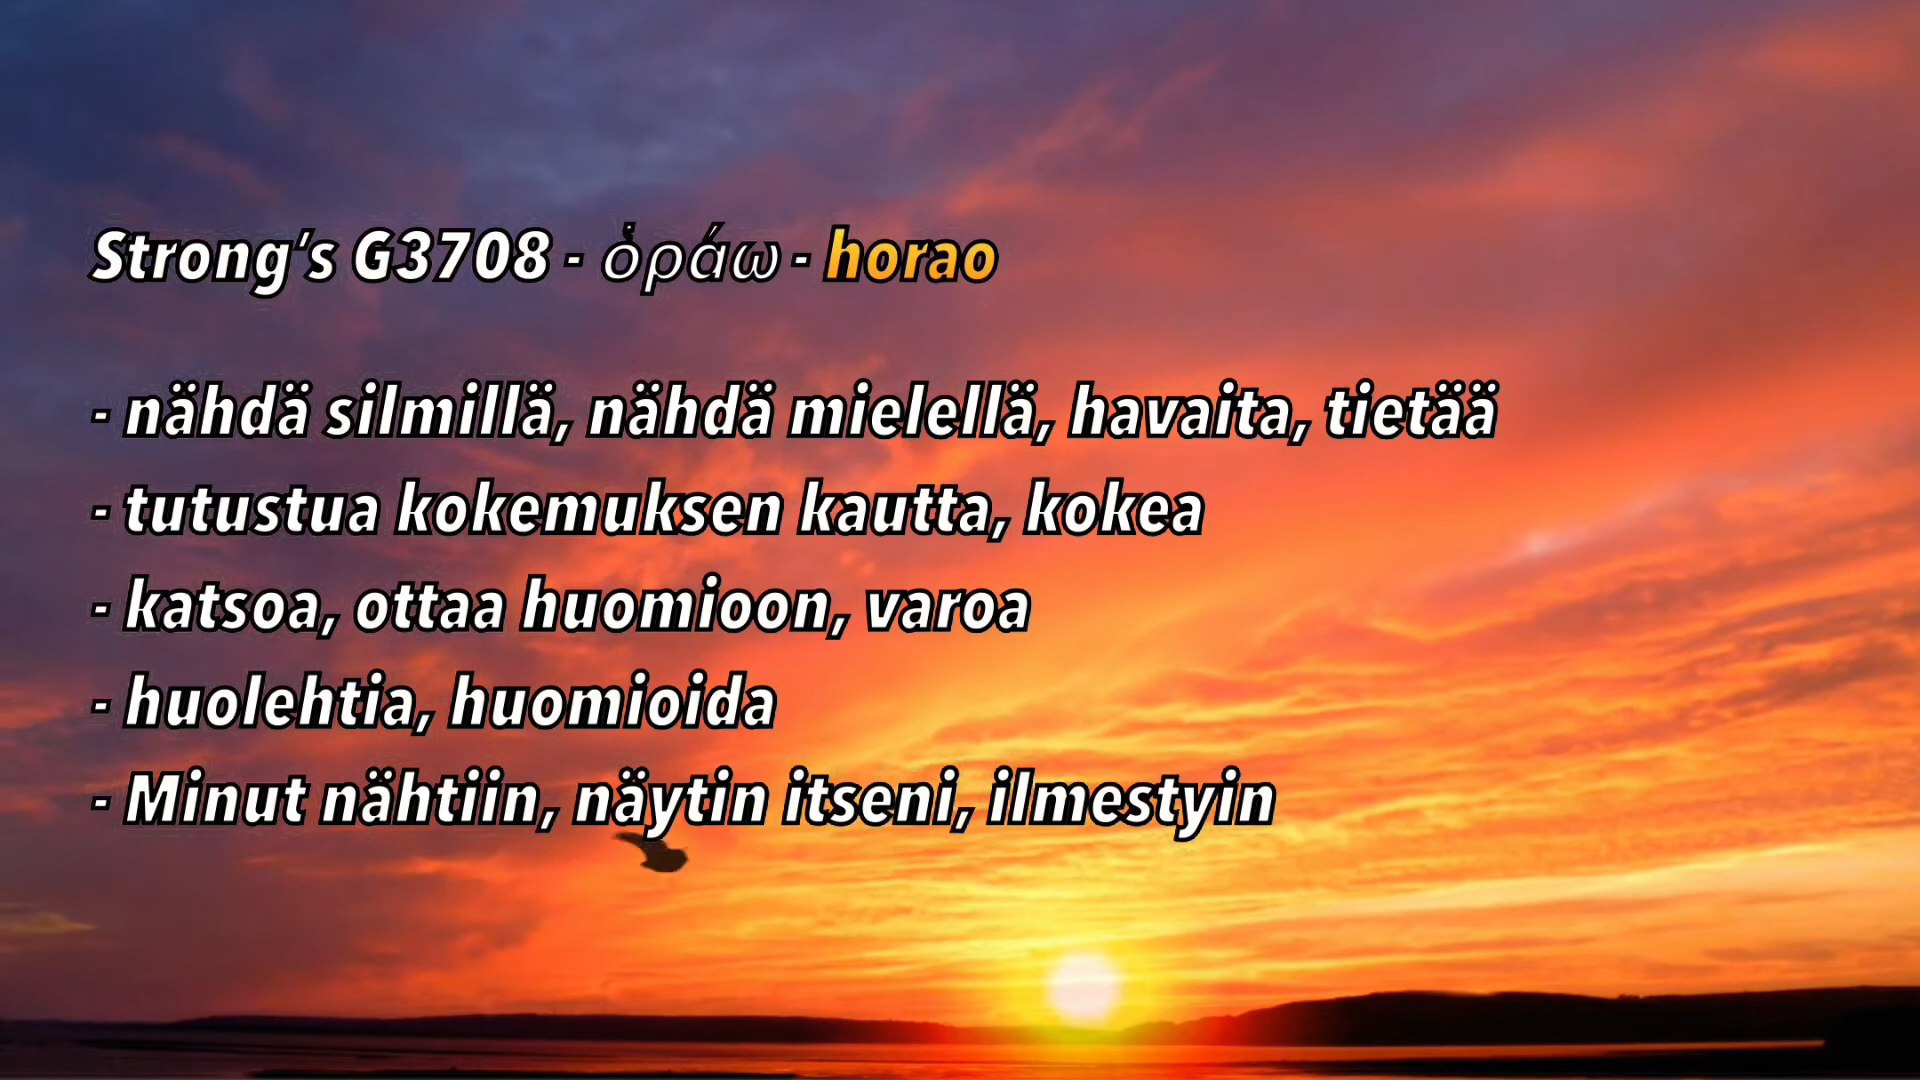 Strong's G3708 - ὁράω - horao
- nähdä silmillä, nähdä mielellä, havaita, tietää
- tutustua kokemuksen kautta, kokea
- katsoa, ottaa huomioon, varoa
- huolehtia, huomioida
- Minut nähtiin, näytin itseni, ilmestyin